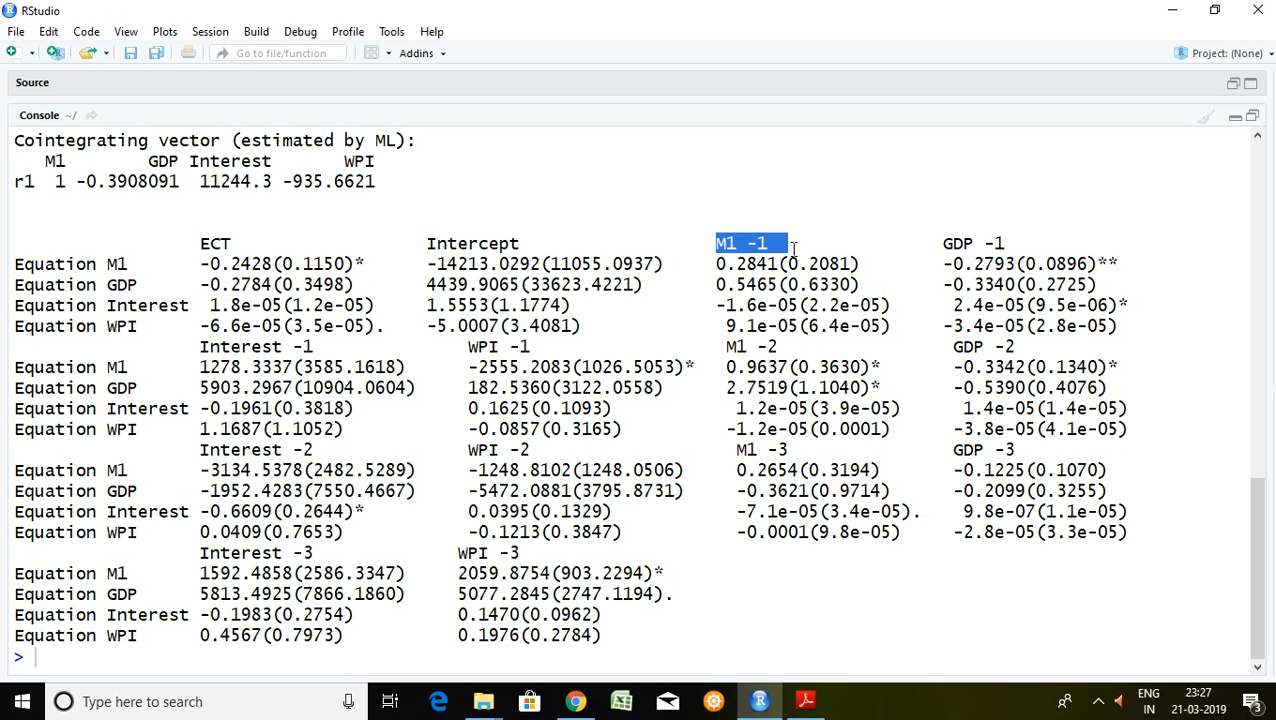 RStudio
File Edit Code View Plots Session Build Debug Profile Tools Help
Go to file/function Addins Project: (None)
Source
Console ~/
Cointegrating vector (estimated by ML):
M1 GDP Interest WPI
r1 1 -0.3908091 11244.3 -935.6621
ECT Intercept M1 -1 GDP -1
Equation M1 -0.2428(0.1150)* -14213.0292(11055.0937) 0.2841(0.2081) -0.2793(0.0896)**
Equation GDP -0.2784(0.3498) 4439.9065(33623.4221) 0.5465(0.6330) -0.3340(0.2725)
Equation Interest 1.8e-05(1.2e-05) 1.5553(1.1774) -1.6e-05(2.2e-05) 2.4e-05(9.5e-06)*
Equation WPI -6.6e-05(3.5e-05). -5.0007(3.4081) 9.1e-05(6.4e-05) -3.4e-05(2.8e-05)
Interest -1 WPI -1 M1 -2 GDP -2
Equation M1 1278.3337(3585.1618) -2555.2083(1026.5053)* 0.9637(0.3630)* -0.3342(0.1340)*
Equation GDP 5903.2967(10904.0604) 182.5360(3122.0558) 2.7519(1.1040)* -0.5390(0.4076)
Equation Interest -0.1961(0.3818) 0.1625(0.1093) 1.2e-05(3.9e-05) 1.4e-05(1.4e-05)
Equation WPI 1.1687(1.1052) -0.0857(0.3165) -1.2e-05(0.0001) -3.8e-05(4.1e-05)
Interest -2 WPI -2 M1 -3 GDP -3
Equation M1 -3134.5378(2482.5289) -1248.8102(1248.0506) 0.2654(0.3194) -0.1225(0.1070)
Equation GDP -1952.4283(7550.4667) -5472.0881(3795.8731) -0.3621(0.9714) -0.2099(0.3255)
Equation Interest -0.6609(0.2644)* 0.0395(0.1329) -7.1e-05(3.4e-05). 9.8e-07(1.1e-05)
Equation WPI 0.0409(0.7653) -0.1213(0.3847) -0.0001(9.8e-05) -2.8e-05(3.3e-05)
Interest -3 WPI -3
Equation M1 1592.4858(2586.3347) 2059.8754(903.2294)*
Equation GDP 5813.4925(7866.1860) 5077.2845(2747.1194).
Equation Interest -0.1983(0.2754) 0.1470(0.0962)
Equation WPI 0.4567(0.7973) 0.1976(0.2784)
>
Type here to search ENG 23:27
IN 21-03-2019 3